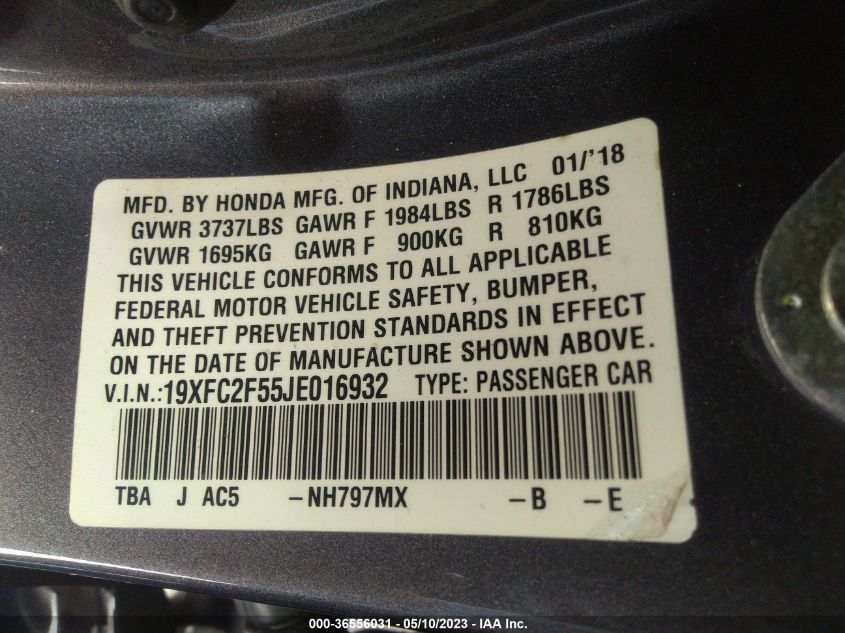 MFD. BY HONDA MFG. OF INDIANA, LLC 01/'18
GVWR 3737LBS GAWR F 1984LBS R 1786LBS
GVWR 1695KG GAWR F 900KG R 810KG
THIS VEHICLE CONFORMS TO ALL APPLICABLE
FEDERAL MOTOR VEHICLE SAFETY, BUMPER,
AND THEFT PREVENTION STANDARDS IN EFFECT
ON THE DATE OF MANUFACTURE SHOWN ABOVE.
V.I.N.:19XFC2F55JE016932 TYPE: PASSENGER CAR
TBA J AC5 –NH797MX –B –E
000-36556031 - 05/10/2023 - IAA Inc.